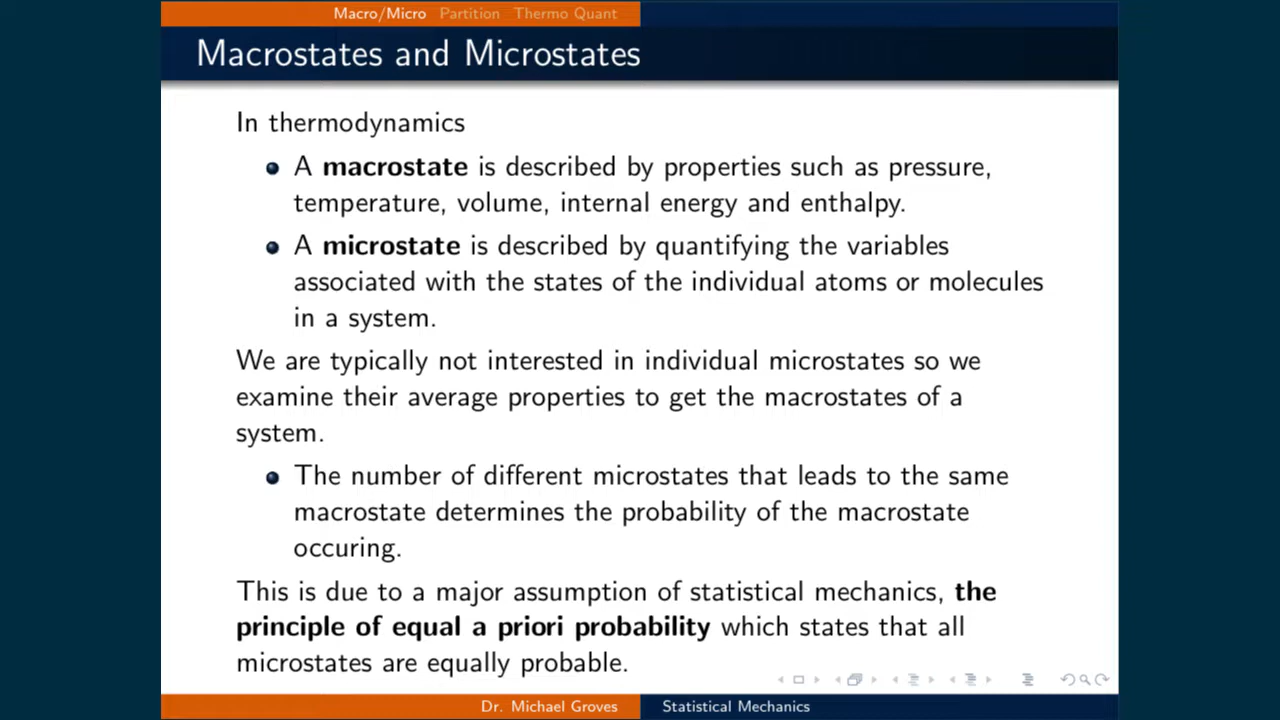 Macro/Micro Partition Thermo Quant
Macrostates and Microstates
In thermodynamics
A macrostate is described by properties such as pressure,
temperature, volume, internal energy and enthalpy.
A microstate is described by quantifying the variables
associated with the states of the individual atoms or molecules
in a system.
We are typically not interested in individual microstates so we
examine their average properties to get the macrostates of a
system.
The number of different microstates that leads to the same
macrostate determines the probability of the macrostate
occuring.
This is due to a major assumption of statistical mechanics, the
principle of equal a priori probability which states that all
microstates are equally probable.
Dr. Michael Groves Statistical Mechanics